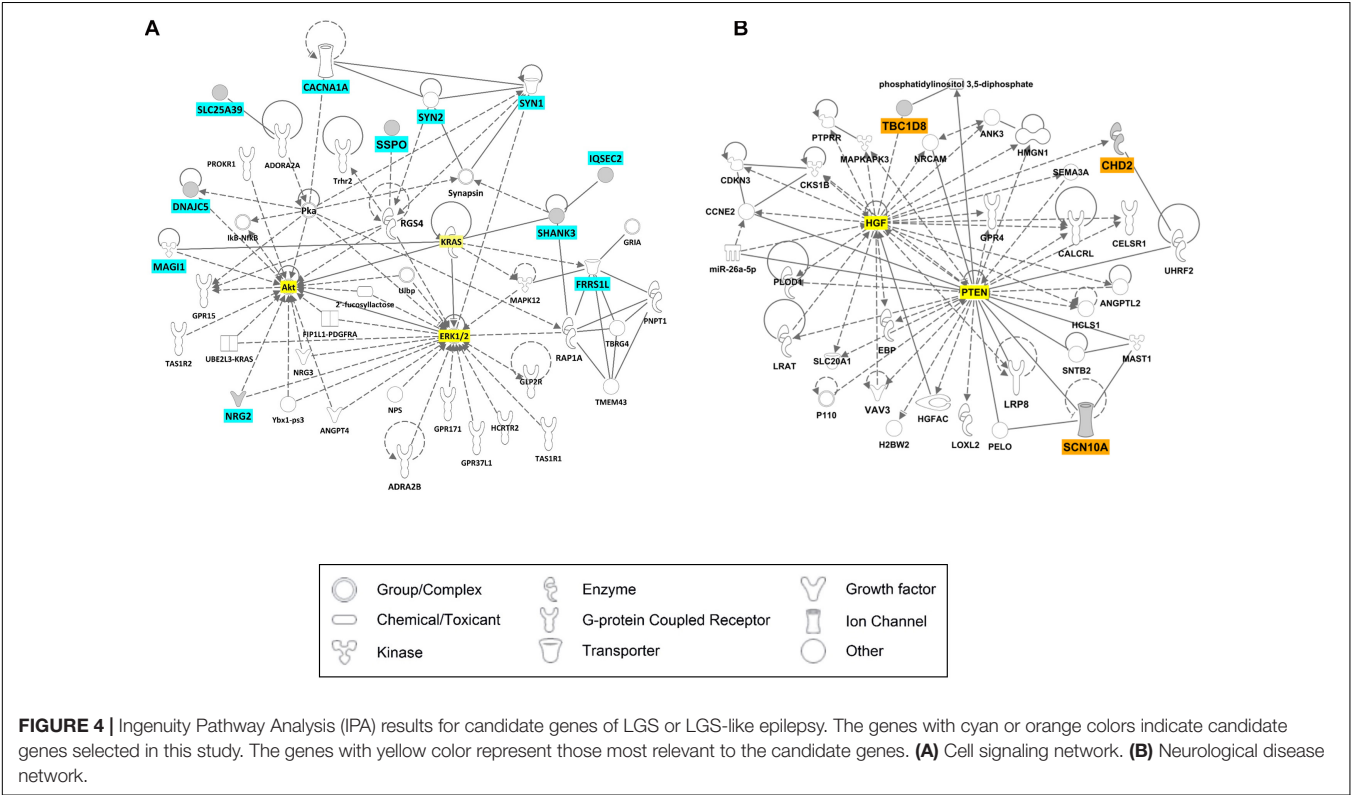 A
B
CACNA1A
SLC25A39
SYN2
SYN1
SSPO
IQSEC2
PROKR1
ADORA2A
Trhr2
Synapsin
DNAJC5
Pka
IkB-NfkB
RGS4
KRAS
SHANK3
GRIA
MAGI1
Akt
FRRS1L
MAPK12
2'-fucosyllactose
GPR15
FIP1L1-PDGFRA
PNPT1
ERK1/2
TBRG4
RAP1A
TAS1R2
UBE2L3-KRAS
NRG3
GLP2R
TMEM43
NRG2
Ybx1-ps3
ANGPT4
NPS
GPR171
HCRTR2
GPR37L1
TAS1R1
ADRA2B
phosphatidylinositol 3,5-diphosphate
TBC1D8
PTPRR
MAPKAPK3
NRCAM
ANK3
HMGN1
CHD2
CDKN3
CKS1B
SEMA3A
CCNE2
HGF
GPR4
CALCRL
CELSR1
miR-26a-5p
UHRF2
PLOD1
PTEN
ANGPTL2
HCLS1
EBP
MAST1
LRAT
SLC20A1
SNTB2
P110
VAV3
HGFAC
LRP8
H2BW2
LOXL2
PELO
SCN10A
Group/Complex
Enzyme
Growth factor
Chemical/Toxicant
G-protein Coupled Receptor
Ion Channel
Kinase
Transporter
Other
FIGURE 4 | Ingenuity Pathway Analysis (IPA) results for candidate genes of LGS or LGS-like epilepsy. The genes with cyan or orange colors indicate candidate
genes selected in this study. The genes with yellow color represent those most relevant to the candidate genes. (A) Cell signaling network. (B) Neurological disease
network.